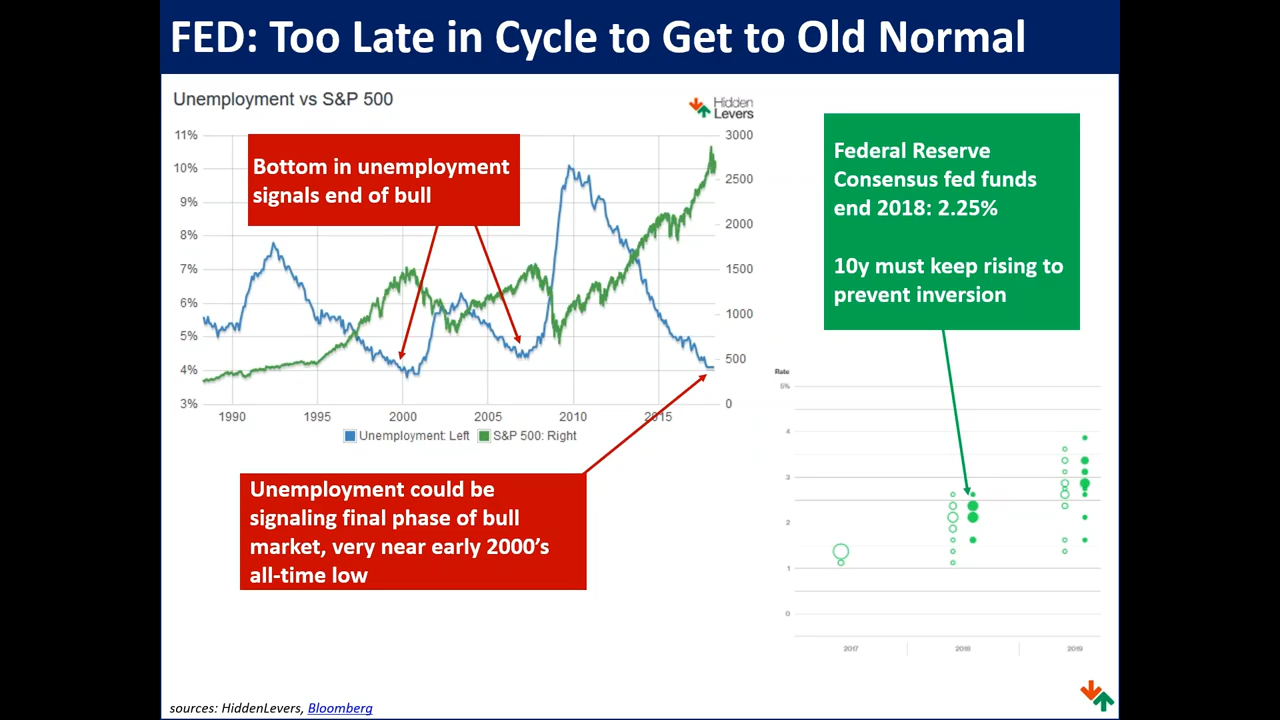 FED: Too Late in Cycle to Get to Old Normal
Unemployment vs S&P 500
Hidden
Levers
11%
10%
9%
8%
7%
6%
5%
4%
3%
3000
2500
2000
1500
1000
500
0
1990
1995
2000
2005
2010
2015
Unemployment: Left
S&P 500: Right
Bottom in unemployment
signals end of bull
Unemployment could be
signaling final phase of bull
market, very near early 2000’s
all-time low
Federal Reserve
Consensus fed funds
end 2018: 2.25%
10y must keep rising to
prevent inversion
Rate
5%
4
3
2
1
0
2017
2018
2019
sources: HiddenLevers, Bloomberg